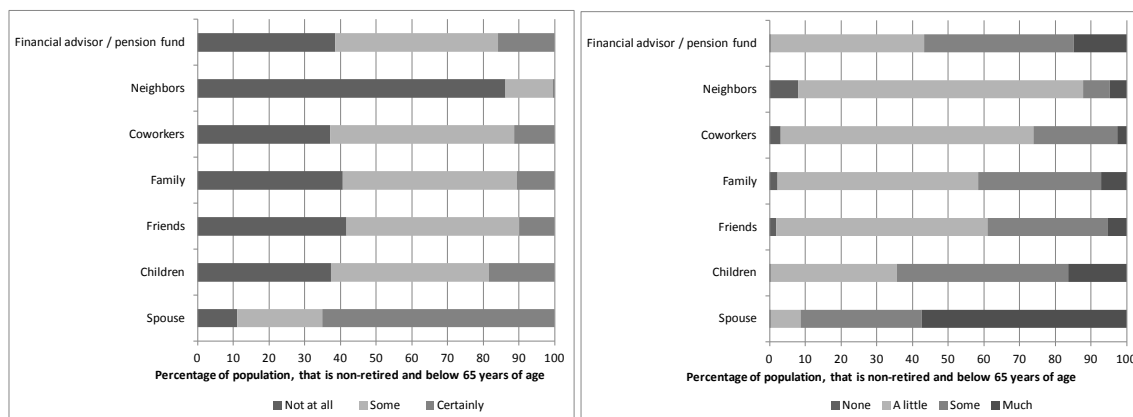 Financial advisor / pension fund
Neighbors
Coworkers
Family
Friends
Children
Spouse
0 10 20 30 40 50 60 70 80 90 100
Percentage of population, that is non-retired and below 65 years of age
Not at all Some Certainly
Financial advisor / pension fund
Neighbors
Coworkers
Family
Friends
Children
Spouse
0 10 20 30 40 50 60 70 80 90 100
Percentage of population, that is non-retired and below 65 years of age
None A little Some Much